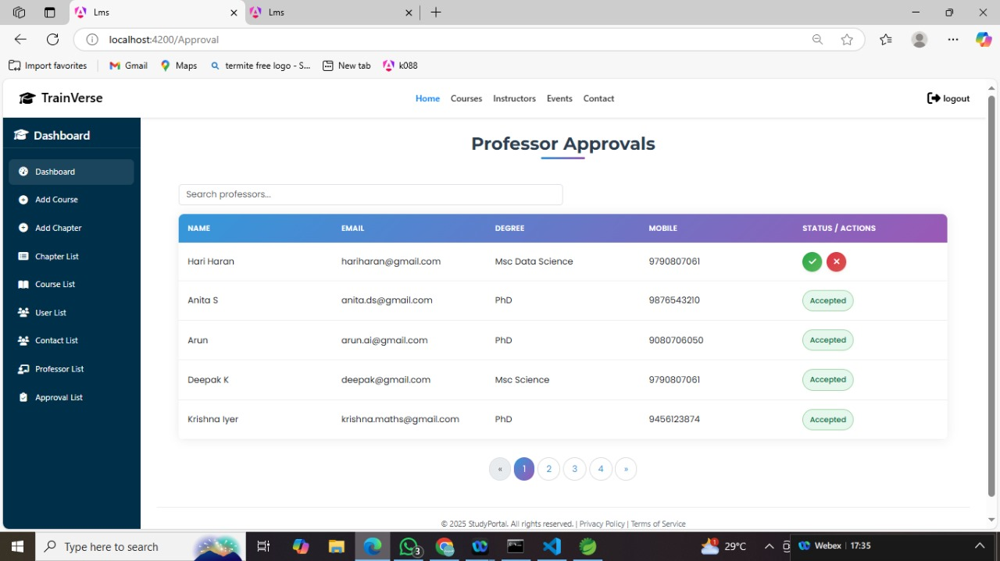 Lms
Lms
localhost:4200/Approval
Import favorites
Gmail
Maps
termite free logo - S...
New tab
k088
TrainVerse
Home Courses Instructors Events Contact
logout
Dashboard
Dashboard
Add Course
Add Chapter
Chapter List
Course List
User List
Contact List
Professor List
Approval List
Professor Approvals
Search professors...
NAME EMAIL DEGREE MOBILE STATUS / ACTIONS
Hari Haran hariharan@gmail.com Msc Data Science 9790807061
Anita S anita.ds@gmail.com PhD 9876543210 Accepted
Arun arun.ai@gmail.com PhD 9080706050 Accepted
Deepak K deepak@gmail.com Msc Science 9790807061 Accepted
Krishna Iyer krishna.maths@gmail.com PhD 9456123874 Accepted
« 1 2 3 4 »
© 2025 StudyPortal. All rights reserved. | Privacy Policy | Terms of Service
Type here to search
3
1
29°C
Webex 17:35